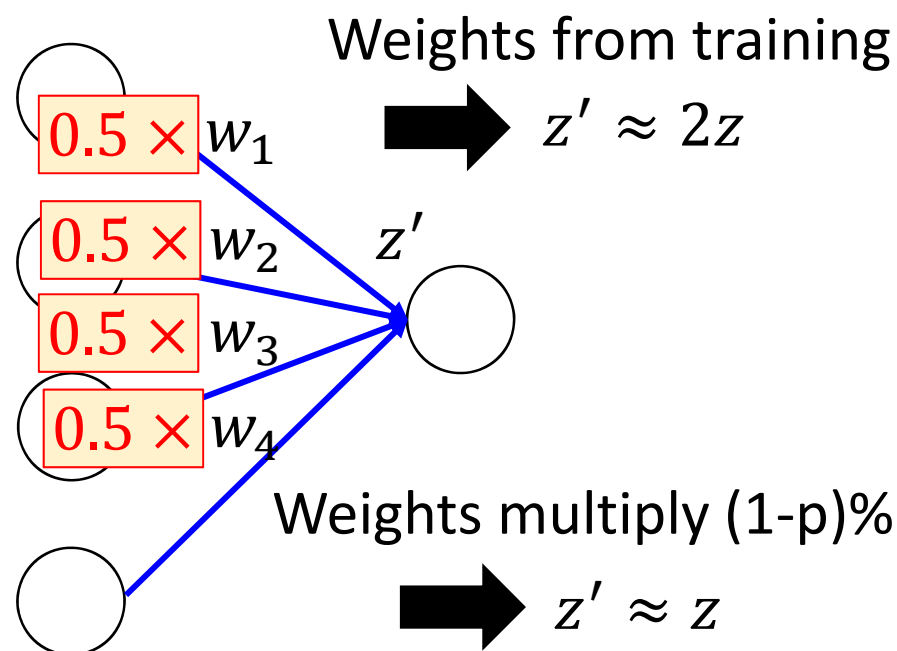 Weights from training
0.5 × w₁
z′ ≈ 2z
0.5 × w₂
z′
0.5 × w₃
0.5 × w₄
Weights multiply (1-p)%
z′ ≈ z